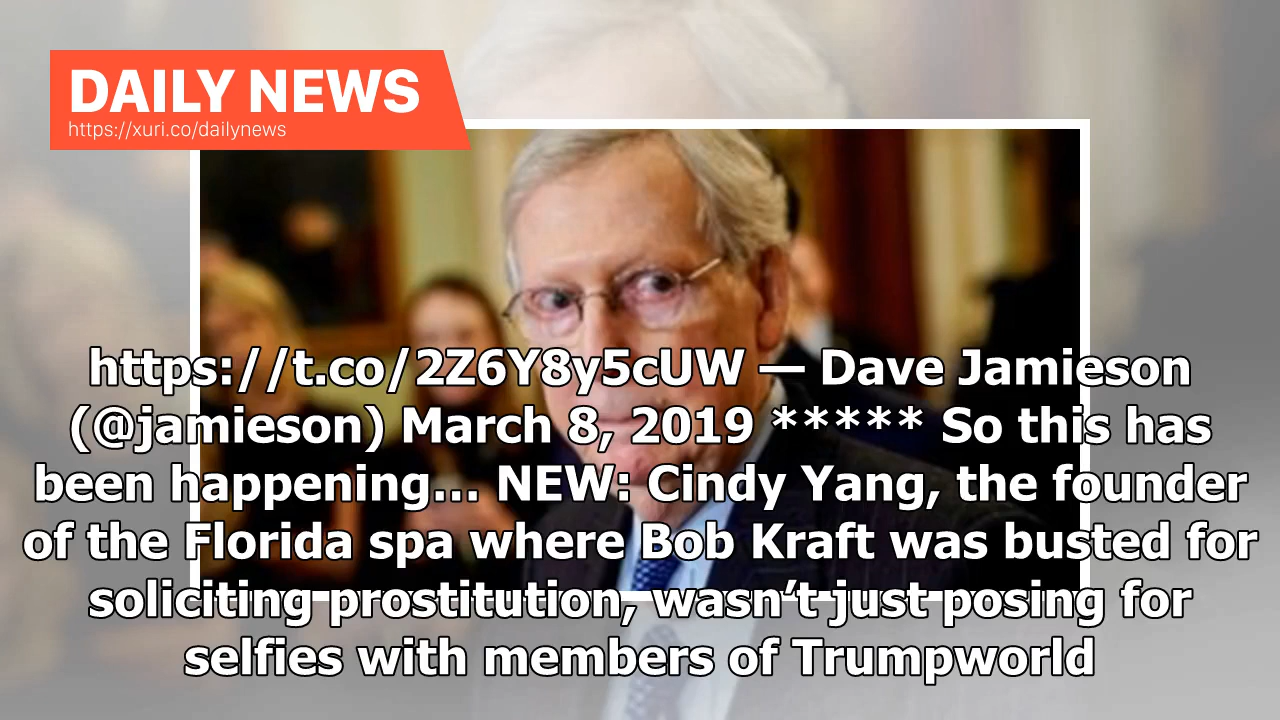 DAILY NEWS
https://xuri.co/dailynews
https://t.co/2Z6Y8y5cUW — Dave Jamieson
(@jamieson) March 8, 2019 ***** So this has
been happening... NEW: Cindy Yang, the founder
of the Florida spa where Bob Kraft was busted for
soliciting prostitution, wasn’t just posing for
selfies with members of Trumpworld